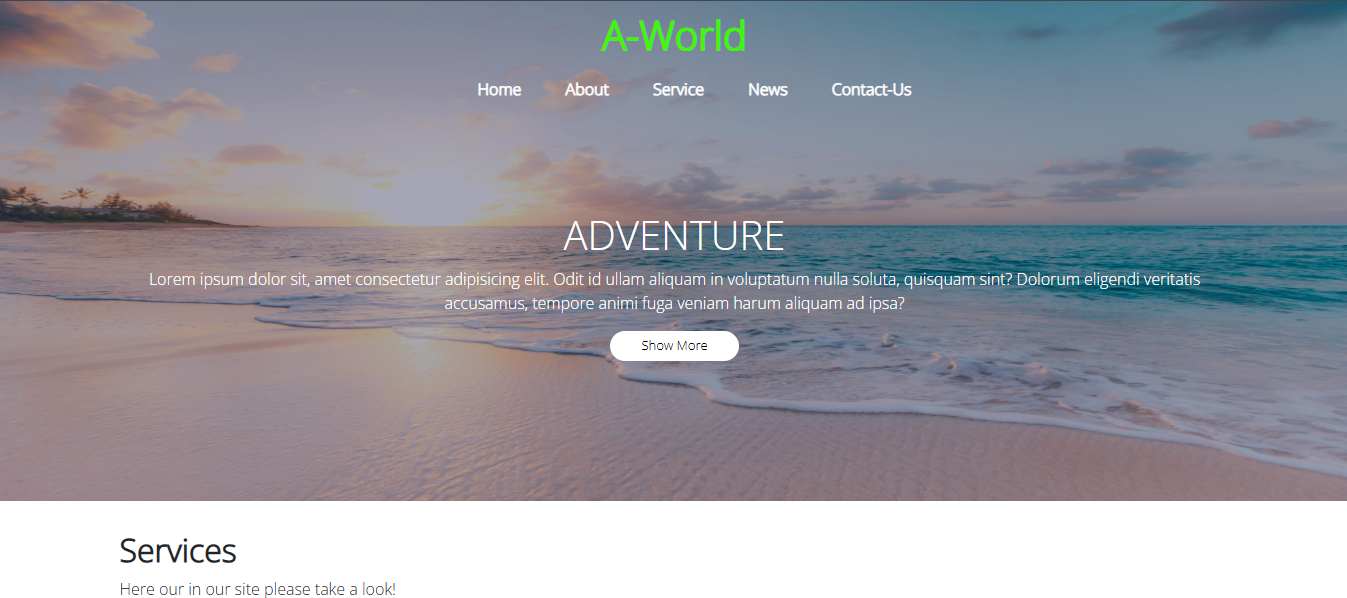 A-World
Home About Service News Contact-Us
ADVENTURE
Lorem ipsum dolor sit, amet consectetur adipisicing elit. Odit id ullam aliquam in voluptatum nulla soluta, quisquam sint? Dolorum eligendi veritatis
accusamus, tempore animi fuga veniam harum aliquam ad ipsa?
Show More
Services
Here our in our site please take a look!